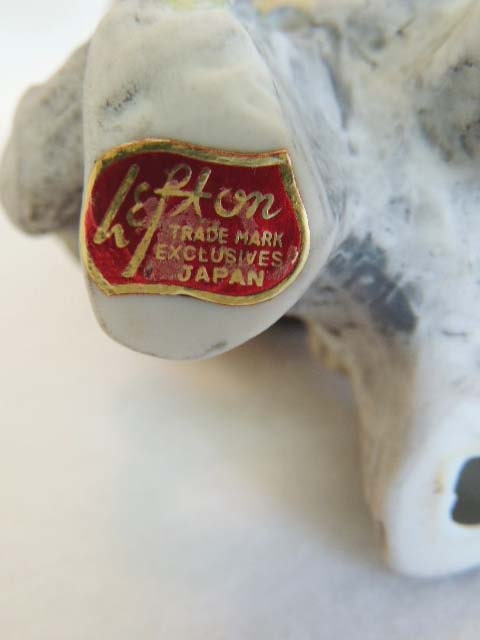 Lefton
TRADE MARK
EXCLUSIVES
JAPAN